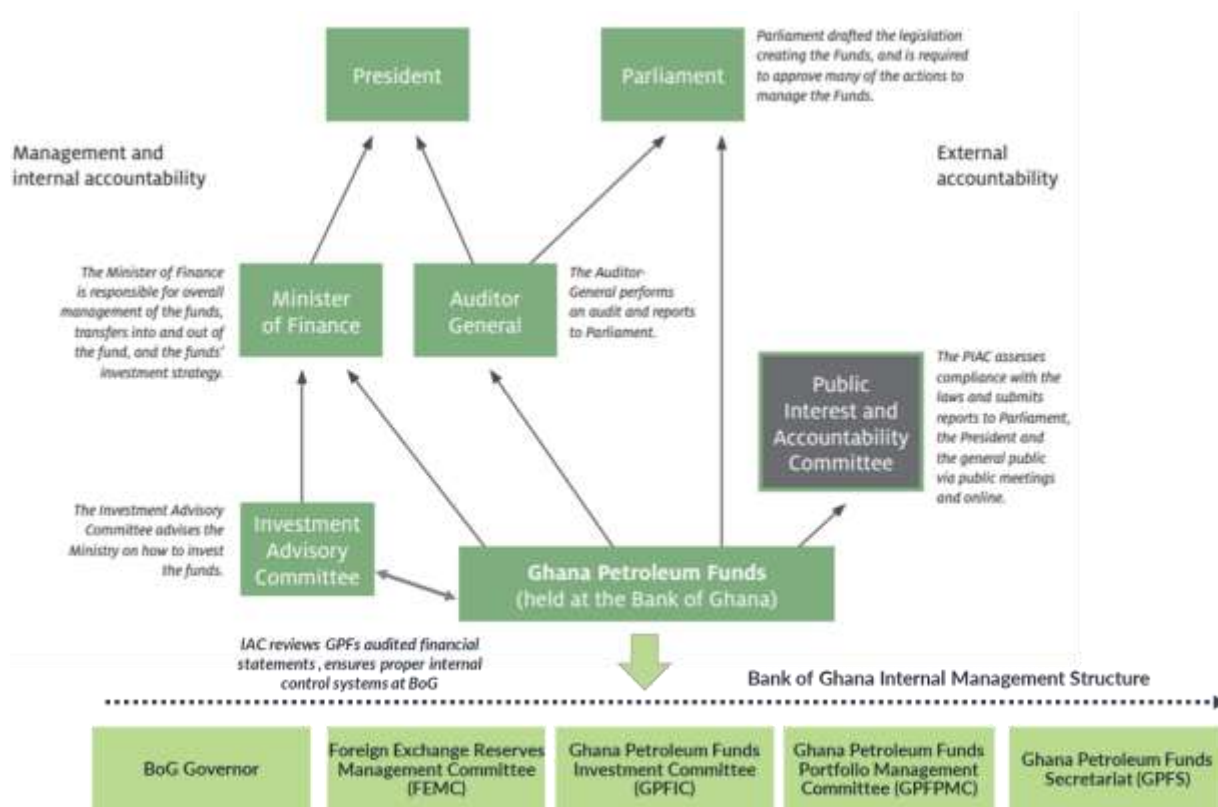 President
Parliament
Parliament drafted the legislation
creating the Funds, and is required
to approve many of the actions to
manage the Funds.
Management and
internal accountability
External
accountability
The Minister of Finance
is responsible for overall
management of the funds,
transfers into and out of
the fund, and the funds'
investment strategy.
Minister
of Finance
Auditor
General
The Auditor-
General performs
an audit and reports
to Parliament.
Public
Interest and
Accountability
Committee
The PIAC assesses
compliance with the
laws and submits
reports to Parliament,
the President and
the general public
via public meetings
and online.
The Investment Advisory
Committee advises the
Ministry on how to invest
the funds.
Investment
Advisory
Committee
Ghana Petroleum Funds
(held at the Bank of Ghana)
IAC reviews GPFs audited financial
statements, ensures proper internal
control systems at BoG
Bank of Ghana Internal Management Structure
BoG Governor
Foreign Exchange Reserves
Management Committee
(FEMC)
Ghana Petroleum Funds
Investment Committee
(GPFIC)
Ghana Petroleum Funds
Portfolio Management
Committee (GPFPMC)
Ghana Petroleum Funds
Secretariat (GPFS)